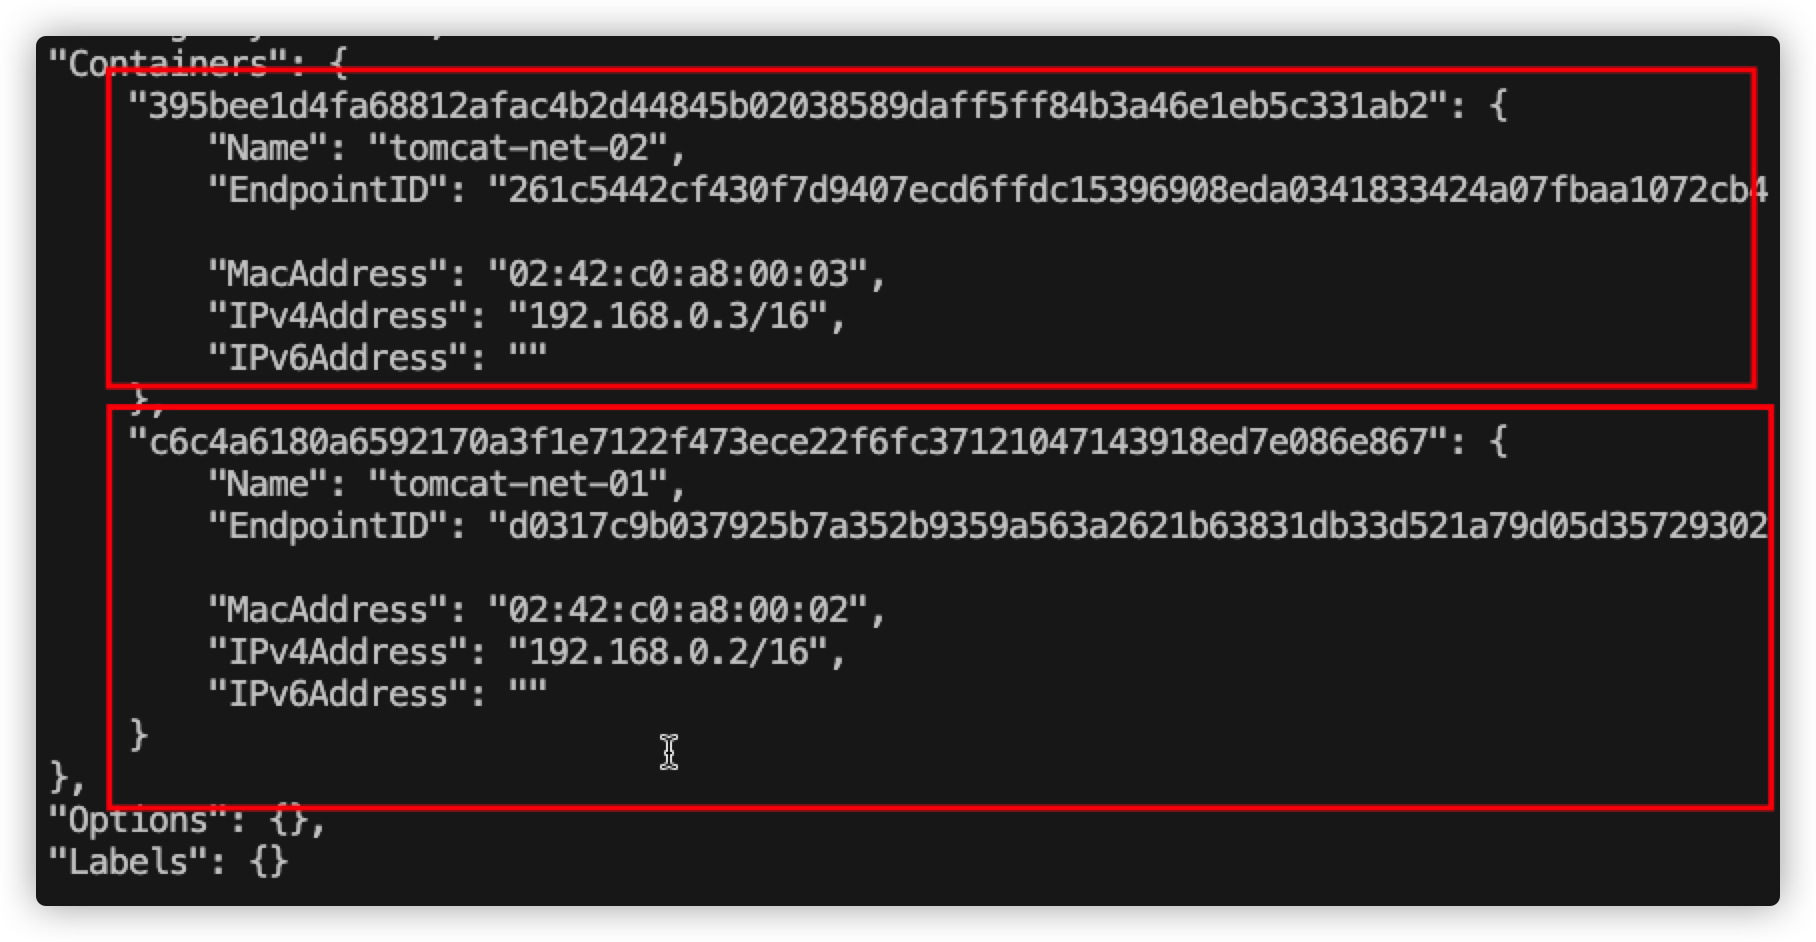 "Containers": {
"395bee1d4fa68812afac4b2d44845b02038589daff5ff84b3a46e1eb5c331ab2": {
"Name": "tomcat-net-02",
"EndpointID": "261c5442cf430f7d9407ecd6ffdc15396908eda0341833424a07fbaa1072cb4
"MacAddress": "02:42:c0:a8:00:03",
"IPv4Address": "192.168.0.3/16",
"IPv6Address": ""
},
"c6c4a6180a6592170a3f1e7122f473ece22f6fc37121047143918ed7e086e867": {
"Name": "tomcat-net-01",
"EndpointID": "d0317c9b037925b7a352b9359a563a2621b63831db33d521a79d05d35729302
"MacAddress": "02:42:c0:a8:00:02",
"IPv4Address": "192.168.0.2/16",
"IPv6Address": ""
}
},
"Options": {},
"Labels": {}